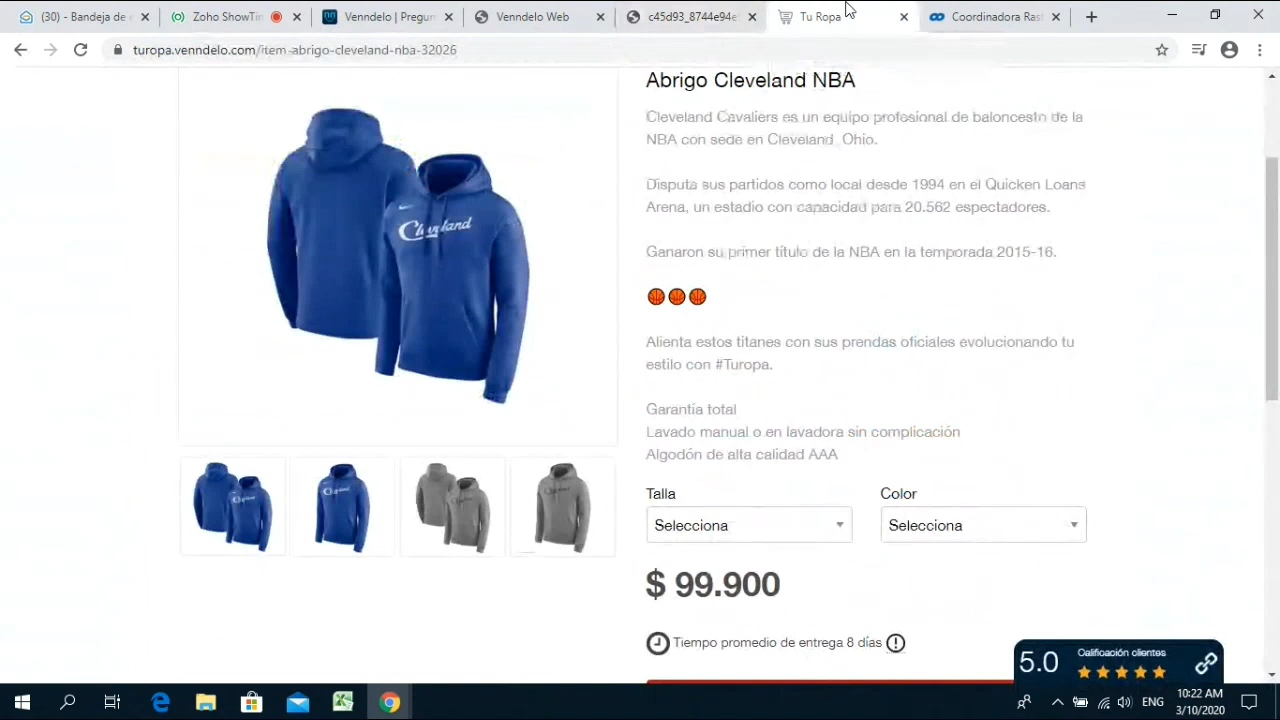 (30) Bandeja de e
Zoho ShowTim
Venndelo | Pregun
Venndelo Web
c45d93_8744e94ef
Tu Ropa
Coordinadora Rast
turopa.venndelo.com/item-abrigo-cleveland-nba-32026
Abrigo Cleveland NBA
Cleveland Cavaliers es un equipo profesional de baloncesto de la
NBA con sede en Cleveland, Ohio.
Disputa sus partidos como local desde 1994 en el Quicken Loans
Arena, un estadio con capacidad para 20.562 espectadores.
Ganaron su primer título de la NBA en la temporada 2015-16.
Alienta estos titanes con sus prendas oficiales evolucionando tu
estilo con #Turopa.
Garantía total
Lavado manual o en lavadora sin complicación
Algodón de alta calidad AAA
Talla
Color
Selecciona
Selecciona
$ 99.900
Tiempo promedio de entrega 8 días
5.0
Calificación clientes
Cleveland
ENG
10:22 AM
3/10/2020